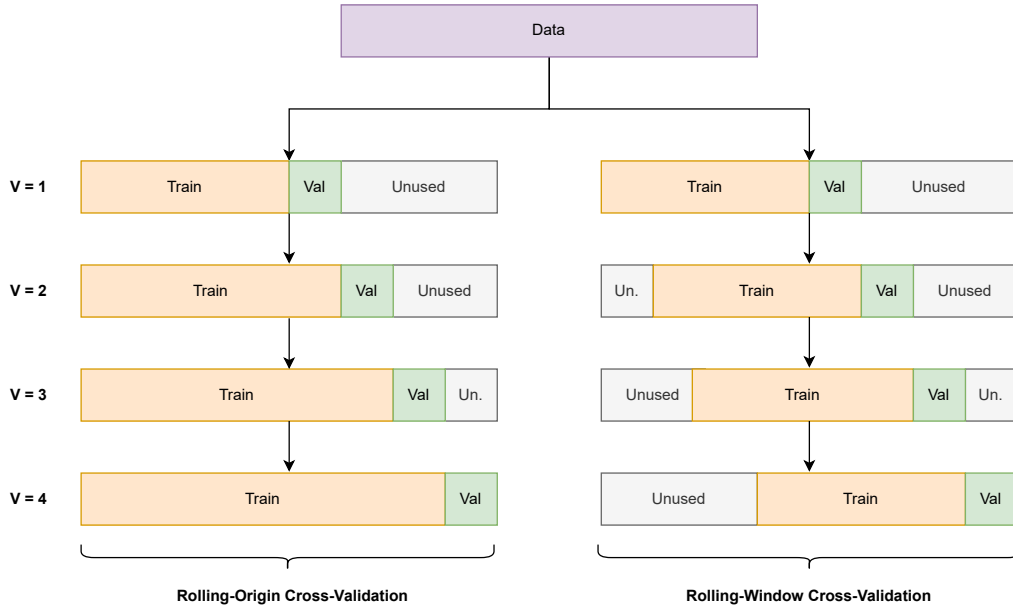 Data
V = 1
Train
Val
Unused
Train
Val
Unused
V = 2
Train
Val
Unused
Un.
Train
Val
Unused
V = 3
Train
Val
Un.
Unused
Train
Val
Un.
V = 4
Train
Val
Unused
Train
Val
Rolling-Origin Cross-Validation
Rolling-Window Cross-Validation